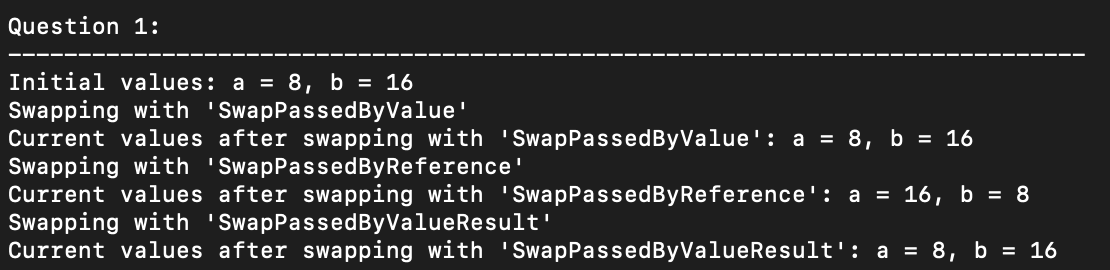 Question 1:
-----------------------------------------------------------------------------
Initial values: a = 8, b = 16
Swapping with 'SwapPassedByValue'
Current values after swapping with 'SwapPassedByValue': a = 8, b = 16
Swapping with 'SwapPassedByReference'
Current values after swapping with 'SwapPassedByReference': a = 16, b = 8
Swapping with 'SwapPassedByValueResult'
Current values after swapping with 'SwapPassedByValueResult': a = 8, b = 16